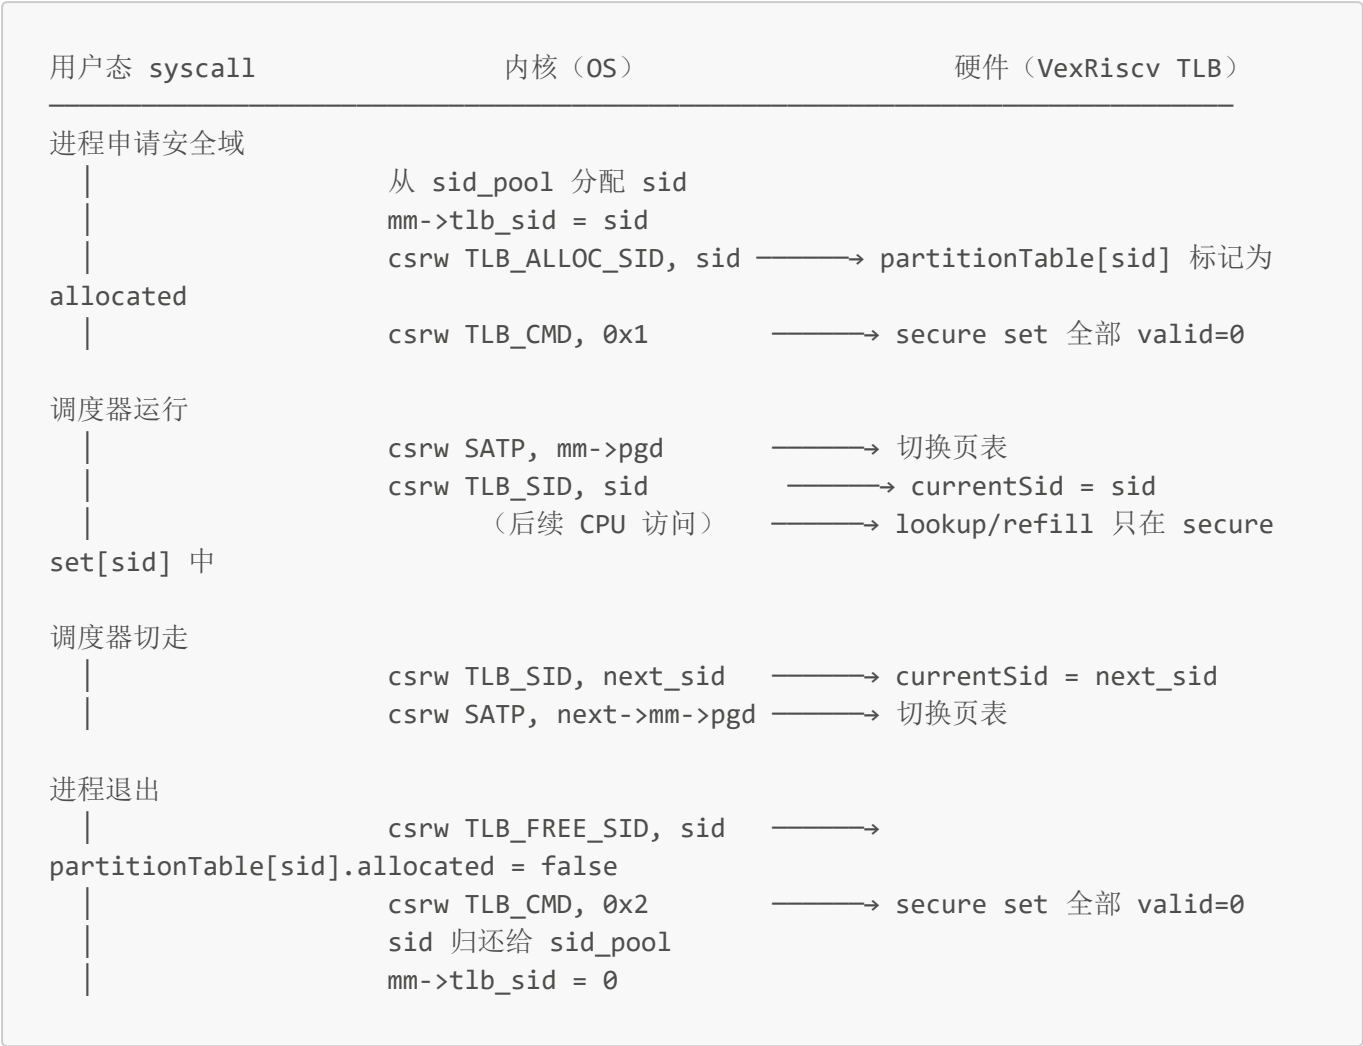 用户态 syscall 内核（OS） 硬件（VexRiscv TLB）
进程申请安全域
从 sid_pool 分配 sid
mm->tlb_sid = sid
csrw TLB_ALLOC_SID, sid ──────→ partitionTable[sid] 标记为
allocated
csrw TLB_CMD, 0x1 ──────→ secure set 全部 valid=0
调度器运行
csrw SATP, mm->pgd ──────→ 切换页表
csrw TLB_SID, sid ──────→ currentSid = sid
（后续 CPU 访问） ──────→ lookup/refill 只在 secure
set[sid] 中
调度器切走
csrw TLB_SID, next_sid ──────→ currentSid = next_sid
csrw SATP, next->mm->pgd ──────→ 切换页表
进程退出
csrw TLB_FREE_SID, sid ──────→
partitionTable[sid].allocated = false
csrw TLB_CMD, 0x2 ──────→ secure set 全部 valid=0
sid 归还给 sid_pool
mm->tlb_sid = 0